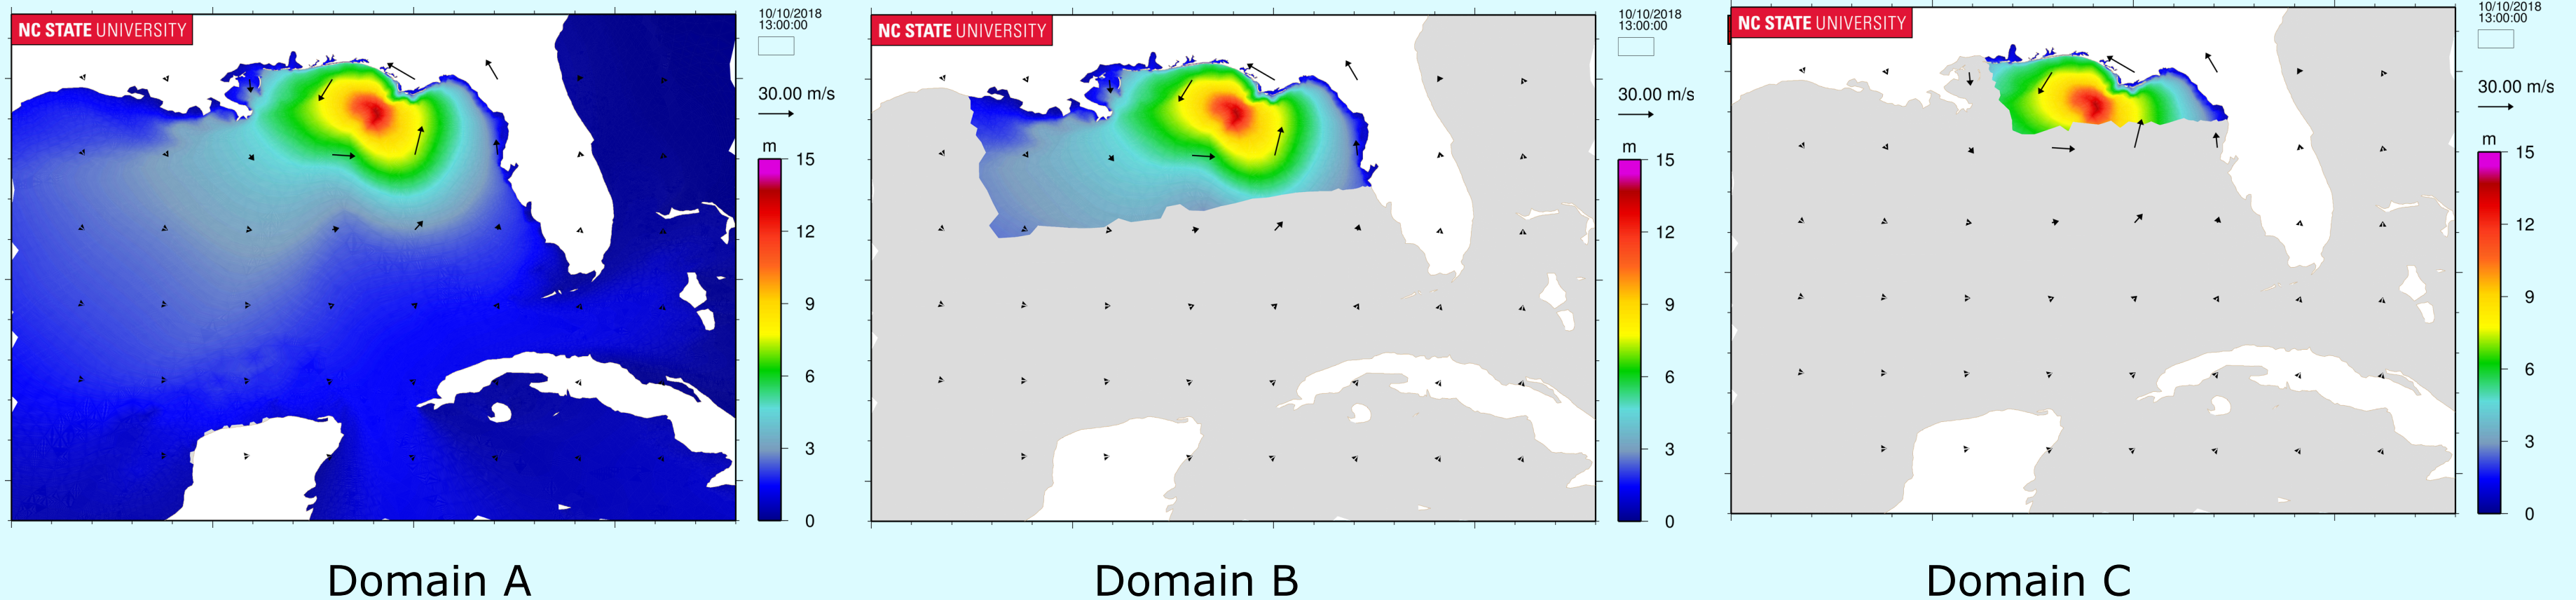 NC STATE UNIVERSITY
10/10/2018
13:00:00
30.00 m/s
m
15
12
9
6
3
0
Domain A
NC STATE UNIVERSITY
10/10/2018
13:00:00
30.00 m/s
m
15
12
9
6
3
0
Domain B
NC STATE UNIVERSITY
10/10/2018
13:00:00
30.00 m/s
m
15
12
9
6
3
0
Domain C